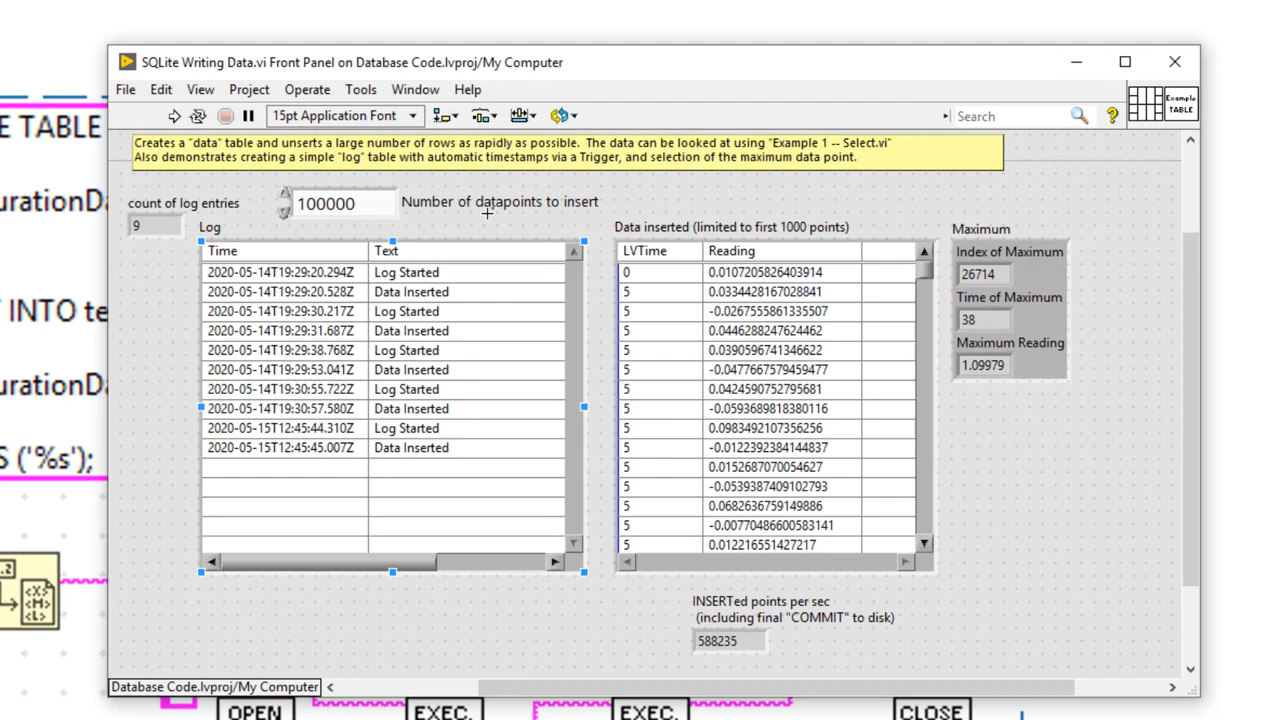 SQLite Writing Data.vi Front Panel on Database Code.lvproj/My Computer
File Edit View Project Operate Tools Window Help
15pt Application Font
Search
Example
TABLE
Creates a "data" table and unserts a large number of rows as rapidly as possible. The data can be looked at using "Example 1 -- Select.vi"
Also demonstrates creating a simple "log" table with automatic timestamps via a Trigger, and selection of the maximum data point.
E TABLE
urationDa
INTO te
urationDa
S ('%s');
count of log entries
9
100000 Number of datapoints to insert
Log
Time Text
2020-05-14T19:29:20.294Z Log Started
2020-05-14T19:29:20.528Z Data Inserted
2020-05-14T19:29:30.217Z Log Started
2020-05-14T19:29:31.687Z Data Inserted
2020-05-14T19:29:38.768Z Log Started
2020-05-14T19:29:53.041Z Data Inserted
2020-05-14T19:30:55.722Z Log Started
2020-05-14T19:30:57.580Z Data Inserted
2020-05-15T12:45:44.310Z Log Started
2020-05-15T12:45:45.007Z Data Inserted
Data inserted (limited to first 1000 points)
LVTime Reading
0 0.0107205826403914
5 0.0334428167028841
5 -0.0267555861335507
5 0.0446288247624462
5 0.0390596741346622
5 -0.0477667579459477
5 0.0424590752795681
5 -0.0593689818380116
5 0.0983492107356256
5 -0.0122392384144837
5 0.0152687070054627
5 -0.0539387409102793
5 0.0682636759149886
5 -0.00770486600583141
5 0.012216551427217
Maximum
Index of Maximum
26714
Time of Maximum
38
Maximum Reading
1.09979
INSERTed points per sec
(including final "COMMIT" to disk)
588235
Database Code.lvproj/My Computer
OPEN EXEC. EXEC. CLOSE